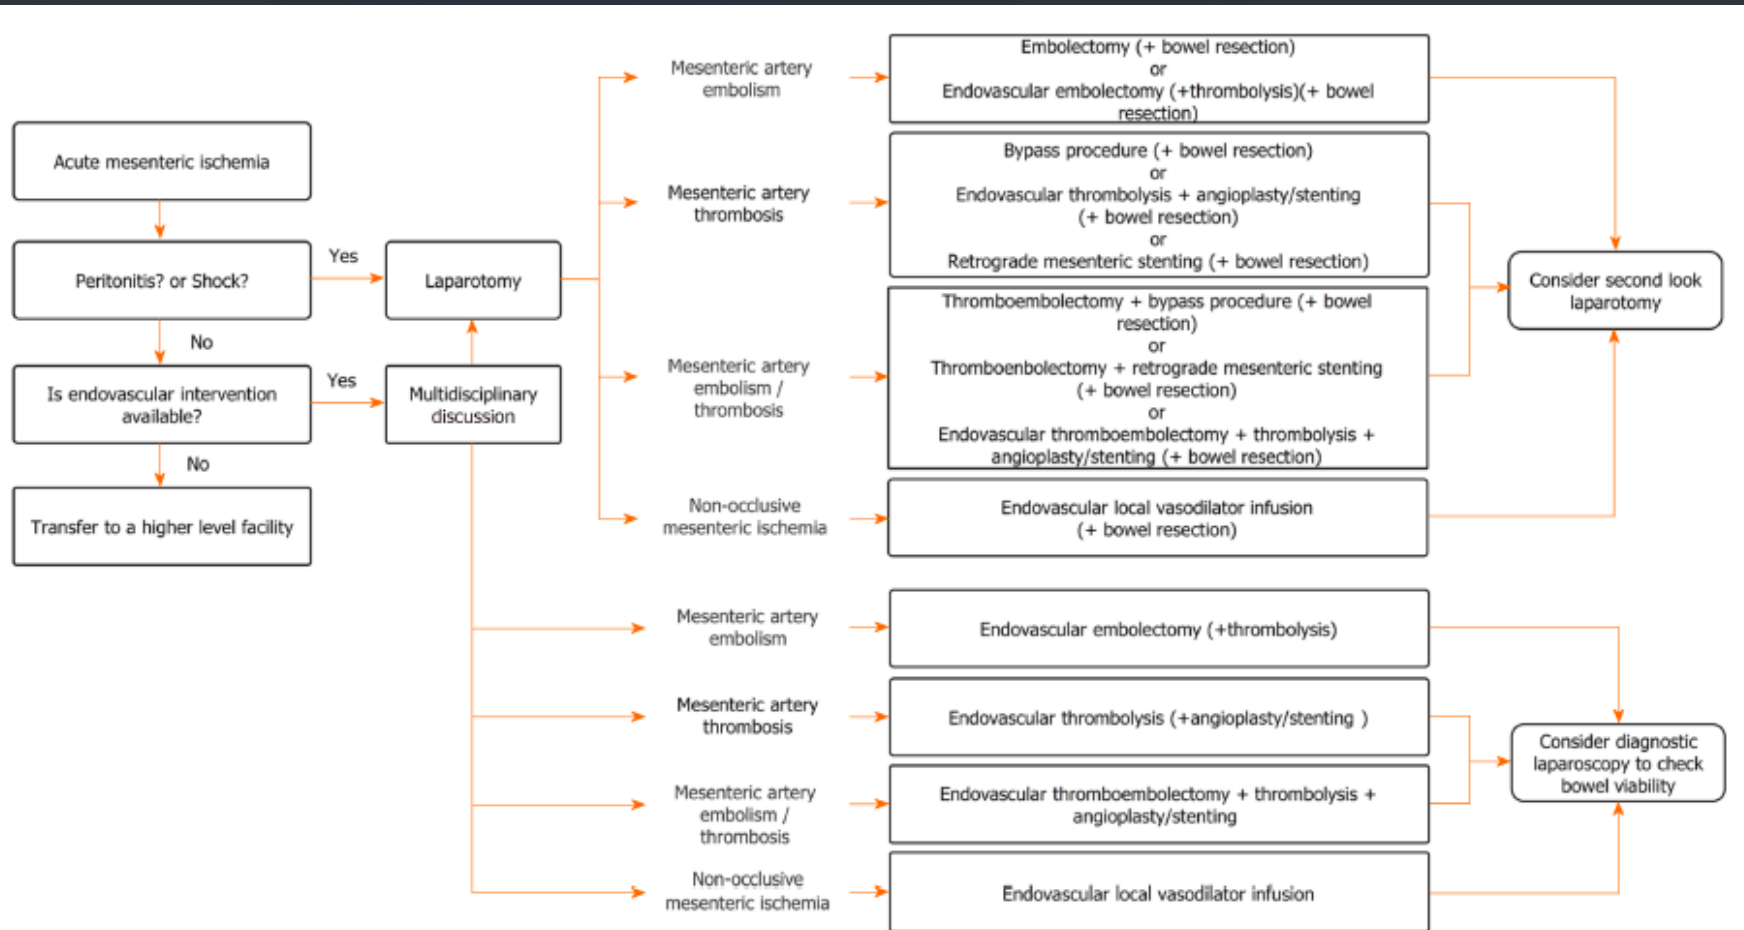 Acute mesenteric ischemia
Peritonitis? or Shock?
Yes
Laparotomy
No
Is endovascular intervention
available?
Yes
Multidisciplinary
discussion
No
Transfer to a higher level facility
Mesenteric artery
embolism
Embolectomy (+ bowel resection)
or
Endovascular embolectomy (+thrombolysis)(+ bowel
resection)
Mesenteric artery
thrombosis
Bypass procedure (+ bowel resection)
or
Endovascular thrombolysis + angioplasty/stenting
(+ bowel resection)
or
Retrograde mesenteric stenting (+ bowel resection)
Mesenteric artery
embolism /
thrombosis
Thromboembolectomy + bypass procedure (+ bowel
resection)
or
Thromboenbolectomy + retrograde mesenteric stenting
(+ bowel resection)
or
Endovascular thromboembolectomy + thrombolysis +
angioplasty/stenting (+ bowel resection)
Non-occlusive
mesenteric ischemia
Endovascular local vasodilator infusion
(+ bowel resection)
Consider second look
laparotomy
Mesenteric artery
embolism
Endovascular embolectomy (+thrombolysis)
Mesenteric artery
thrombosis
Endovascular thrombolysis (+angioplasty/stenting )
Mesenteric artery
embolism /
thrombosis
Endovascular thromboembolectomy + thrombolysis +
angioplasty/stenting
Non-occlusive
mesenteric ischemia
Endovascular local vasodilator infusion
Consider diagnostic
laparoscopy to check
bowel viability